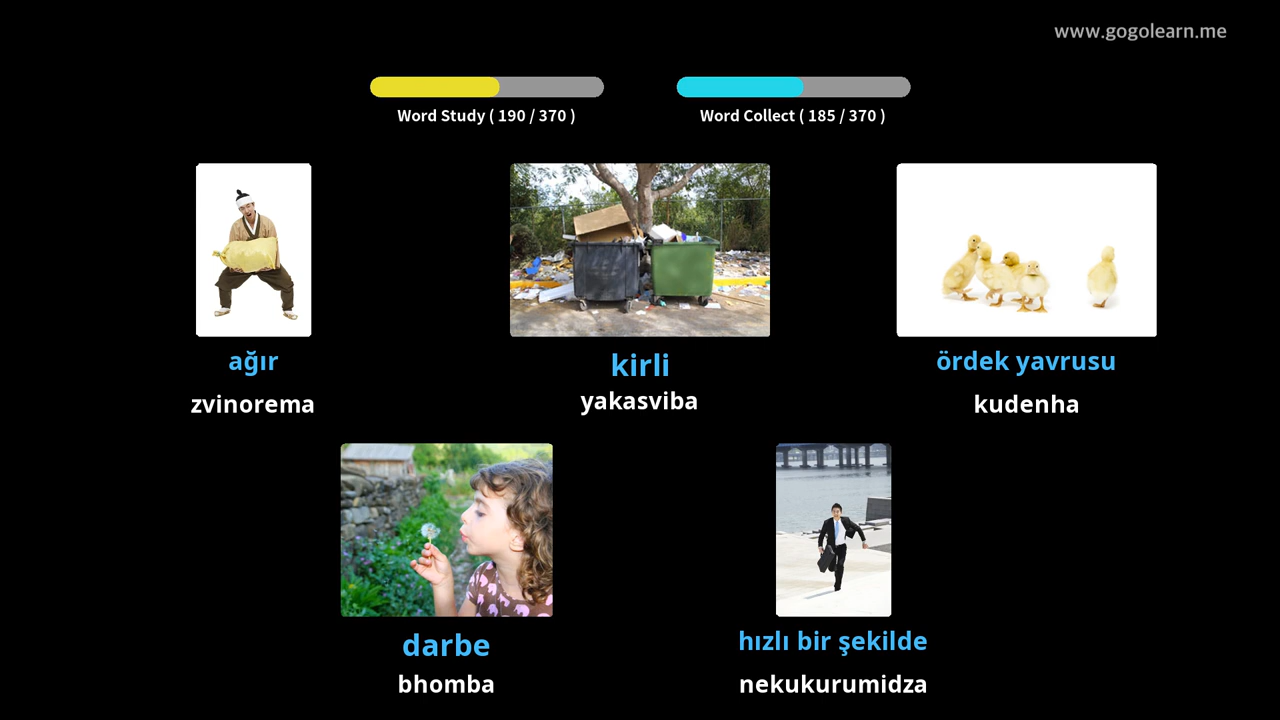 www.gogolearn.me
Word Study ( 190 / 370 )
Word Collect ( 185 / 370 )
ağır
zvinorema
kirli
yakasviba
ördek yavrusu
kudenha
darbe
bhomba
hızlı bir şekilde
nekukurumidza